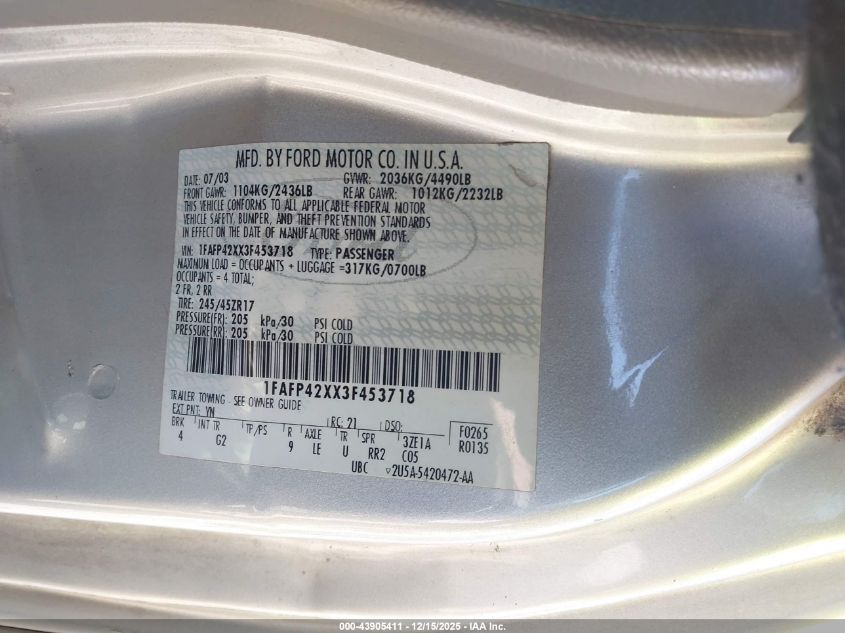 MFD. BY FORD MOTOR CO. IN U.S.A.
DATE: 07/03 GVWR: 2036KG/4490LB
FRONT GAWR: 1104KG/2436LB REAR GAWR: 1012KG/2232LB
THIS VEHICLE CONFORMS TO ALL APPLICABLE FEDERAL MOTOR
VEHICLE SAFETY, BUMPER, AND THEFT PREVENTION STANDARDS
IN EFFECT ON THE DATE OF MANUFACTURE SHOWN ABOVE.
VIN: 1FAFP42XX3F453718 TYPE: PASSENGER
MAXIMUM LOAD = OCCUPANTS + LUGGAGE =317KG/0700LB
OCCUPANTS = 4 TOTAL;
2 FR, 2 RR
TIRE: 245/45ZR17
PRESSURE(FR): 205 kPa/30 PSI COLD
PRESSURE(RR): 205 kPa/30 PSI COLD
1FAFP42XX3F453718
TRAILER TOWING - SEE OWNER GUIDE
EXT PNT: YN RC: 21 DSO: F0265
BRK INT TR TP/PS R AXLE TR SPR 3ZE1A R0135
4 G2 9 LE U RR2 C05
UBC 2U5A-5420472-AA
000-43905411 - 12/15/2025 - IAA Inc.